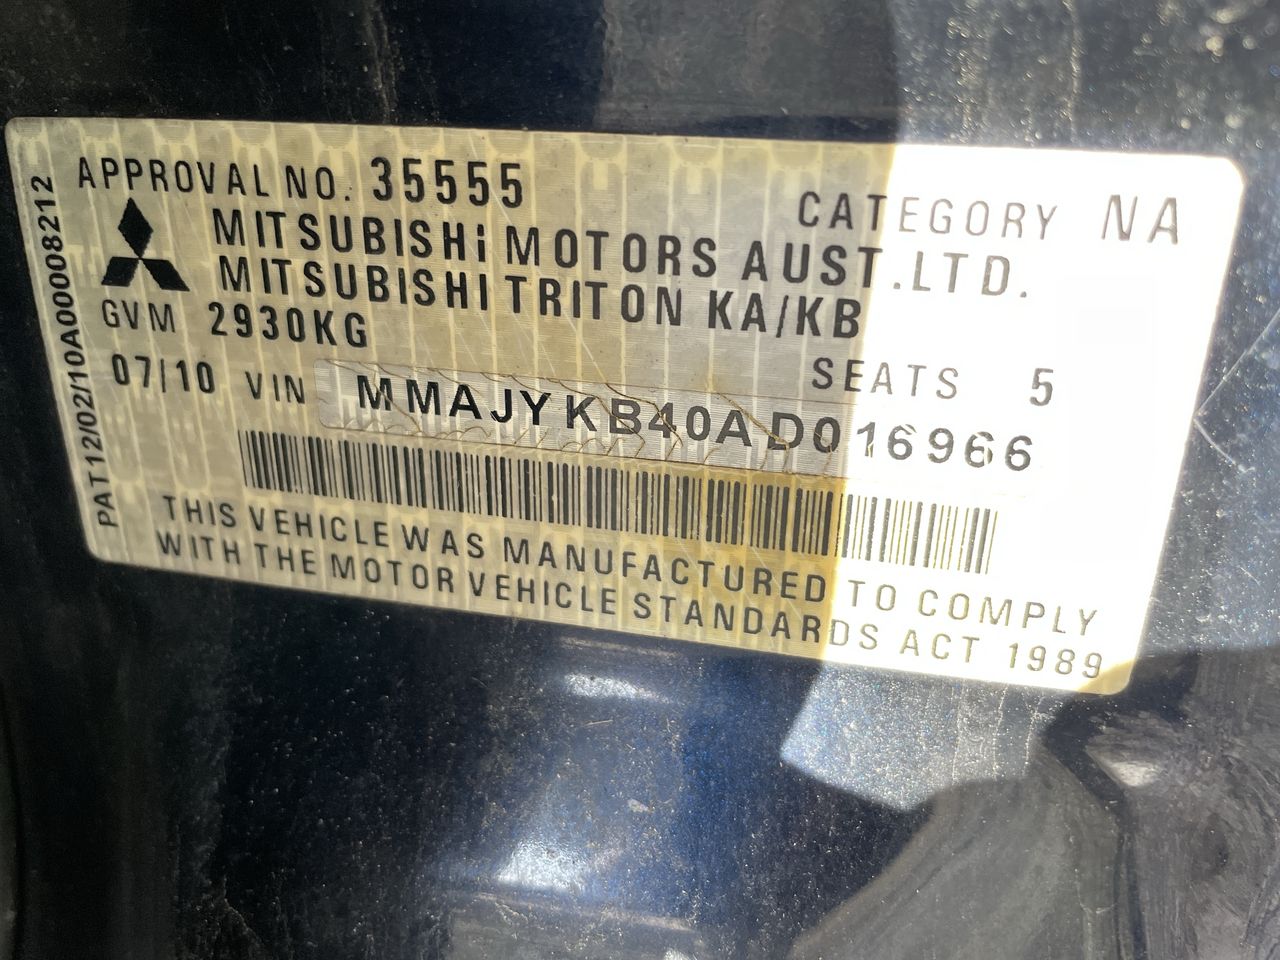 APPROVAL NO. 35555
CATEGORY NA
MITSUBISHi MOTORS AUST.LTD.
MITSUBISHI TRITON KA/KB
GVM 2930KG
SEATS 5
07/10 VIN MMAJYKB40AD016966
THIS VEHICLE WAS MANUFACTURED TO COMPLY
WITH THE MOTOR VEHICLE STANDARDS ACT 1989
PAT12/02/10A00008212